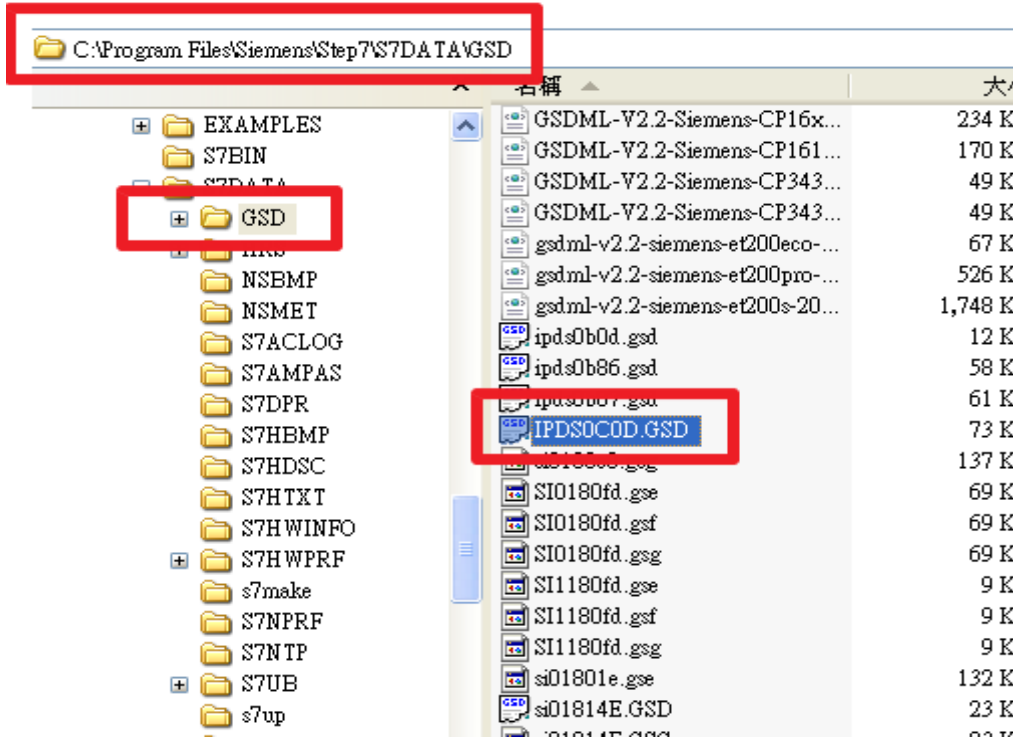 C:\Program Files\Siemens\Step7\S7DATA\GSD
名稱
EXAMPLES
S7BIN
S7DATA
GSD
NSBMP
NSMET
S7ACLOG
S7AMPAS
S7DPR
S7HBMP
S7HDSC
S7HTXT
S7HWINFO
S7HWPRF
s7make
S7NPRF
S7NTP
S7UB
s7up
GSDML-V2.2-Siemens-CP16x... 234 K
GSDML-V2.2-Siemens-CP161... 170 K
GSDML-V2.2-Siemens-CP343... 49 K
GSDML-V2.2-Siemens-CP343... 49 K
gsdml-v2.2-siemens-et200eco-... 67 K
gsdml-v2.2-siemens-et200pro-... 526 K
gsdml-v2.2-siemens-et200s-20... 1,748 K
ipds0b0d.gsd 12 K
ipds0b86.gsd 58 K
ipds0b87.gsd 61 K
IPDS0C0D.GSD 73 K
137 K
SI0180fd.gse 69 K
SI0180fd.gsf 69 K
SI0180fd.gsg 69 K
SI1180fd.gse 9 K
SI1180fd.gsf 9 K
SI1180fd.gsg 9 K
si01801e.gse 132 K
si01814E.GSD 23 K